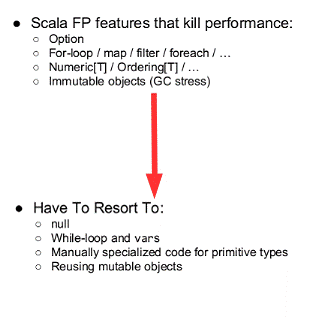 ● Scala FP features that kill performance:
○ Option
○ For-loop / map / filter / foreach / ...
○ Numeric[T] / Ordering[T] / ...
○ Immutable objects (GC stress)
● Have To Resort To:
○ null
○ While-loop and vars
○ Manually specialized code for primitive types
○ Reusing mutable objects